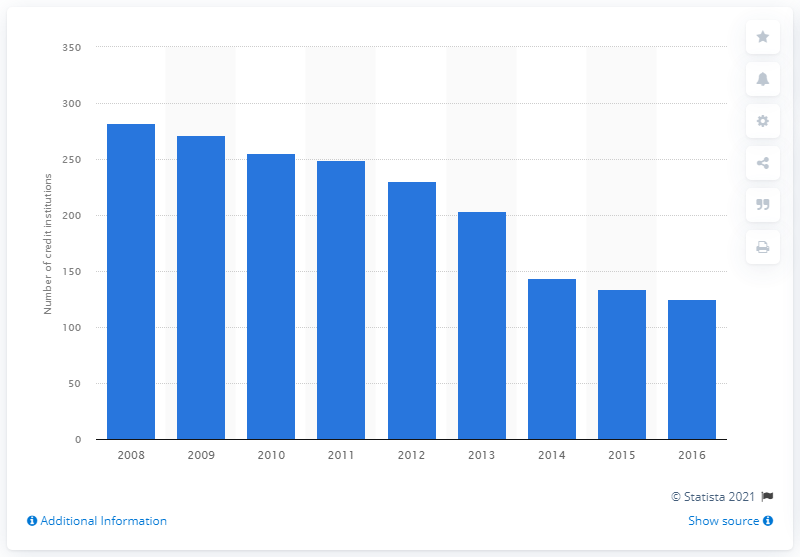 350
300
250
200
150
100
50
0
Number of credit institutions
2008 2009 2010 2011 2012 2013 2014 2015 2016
© Statista 2021
Additional Information
Show source